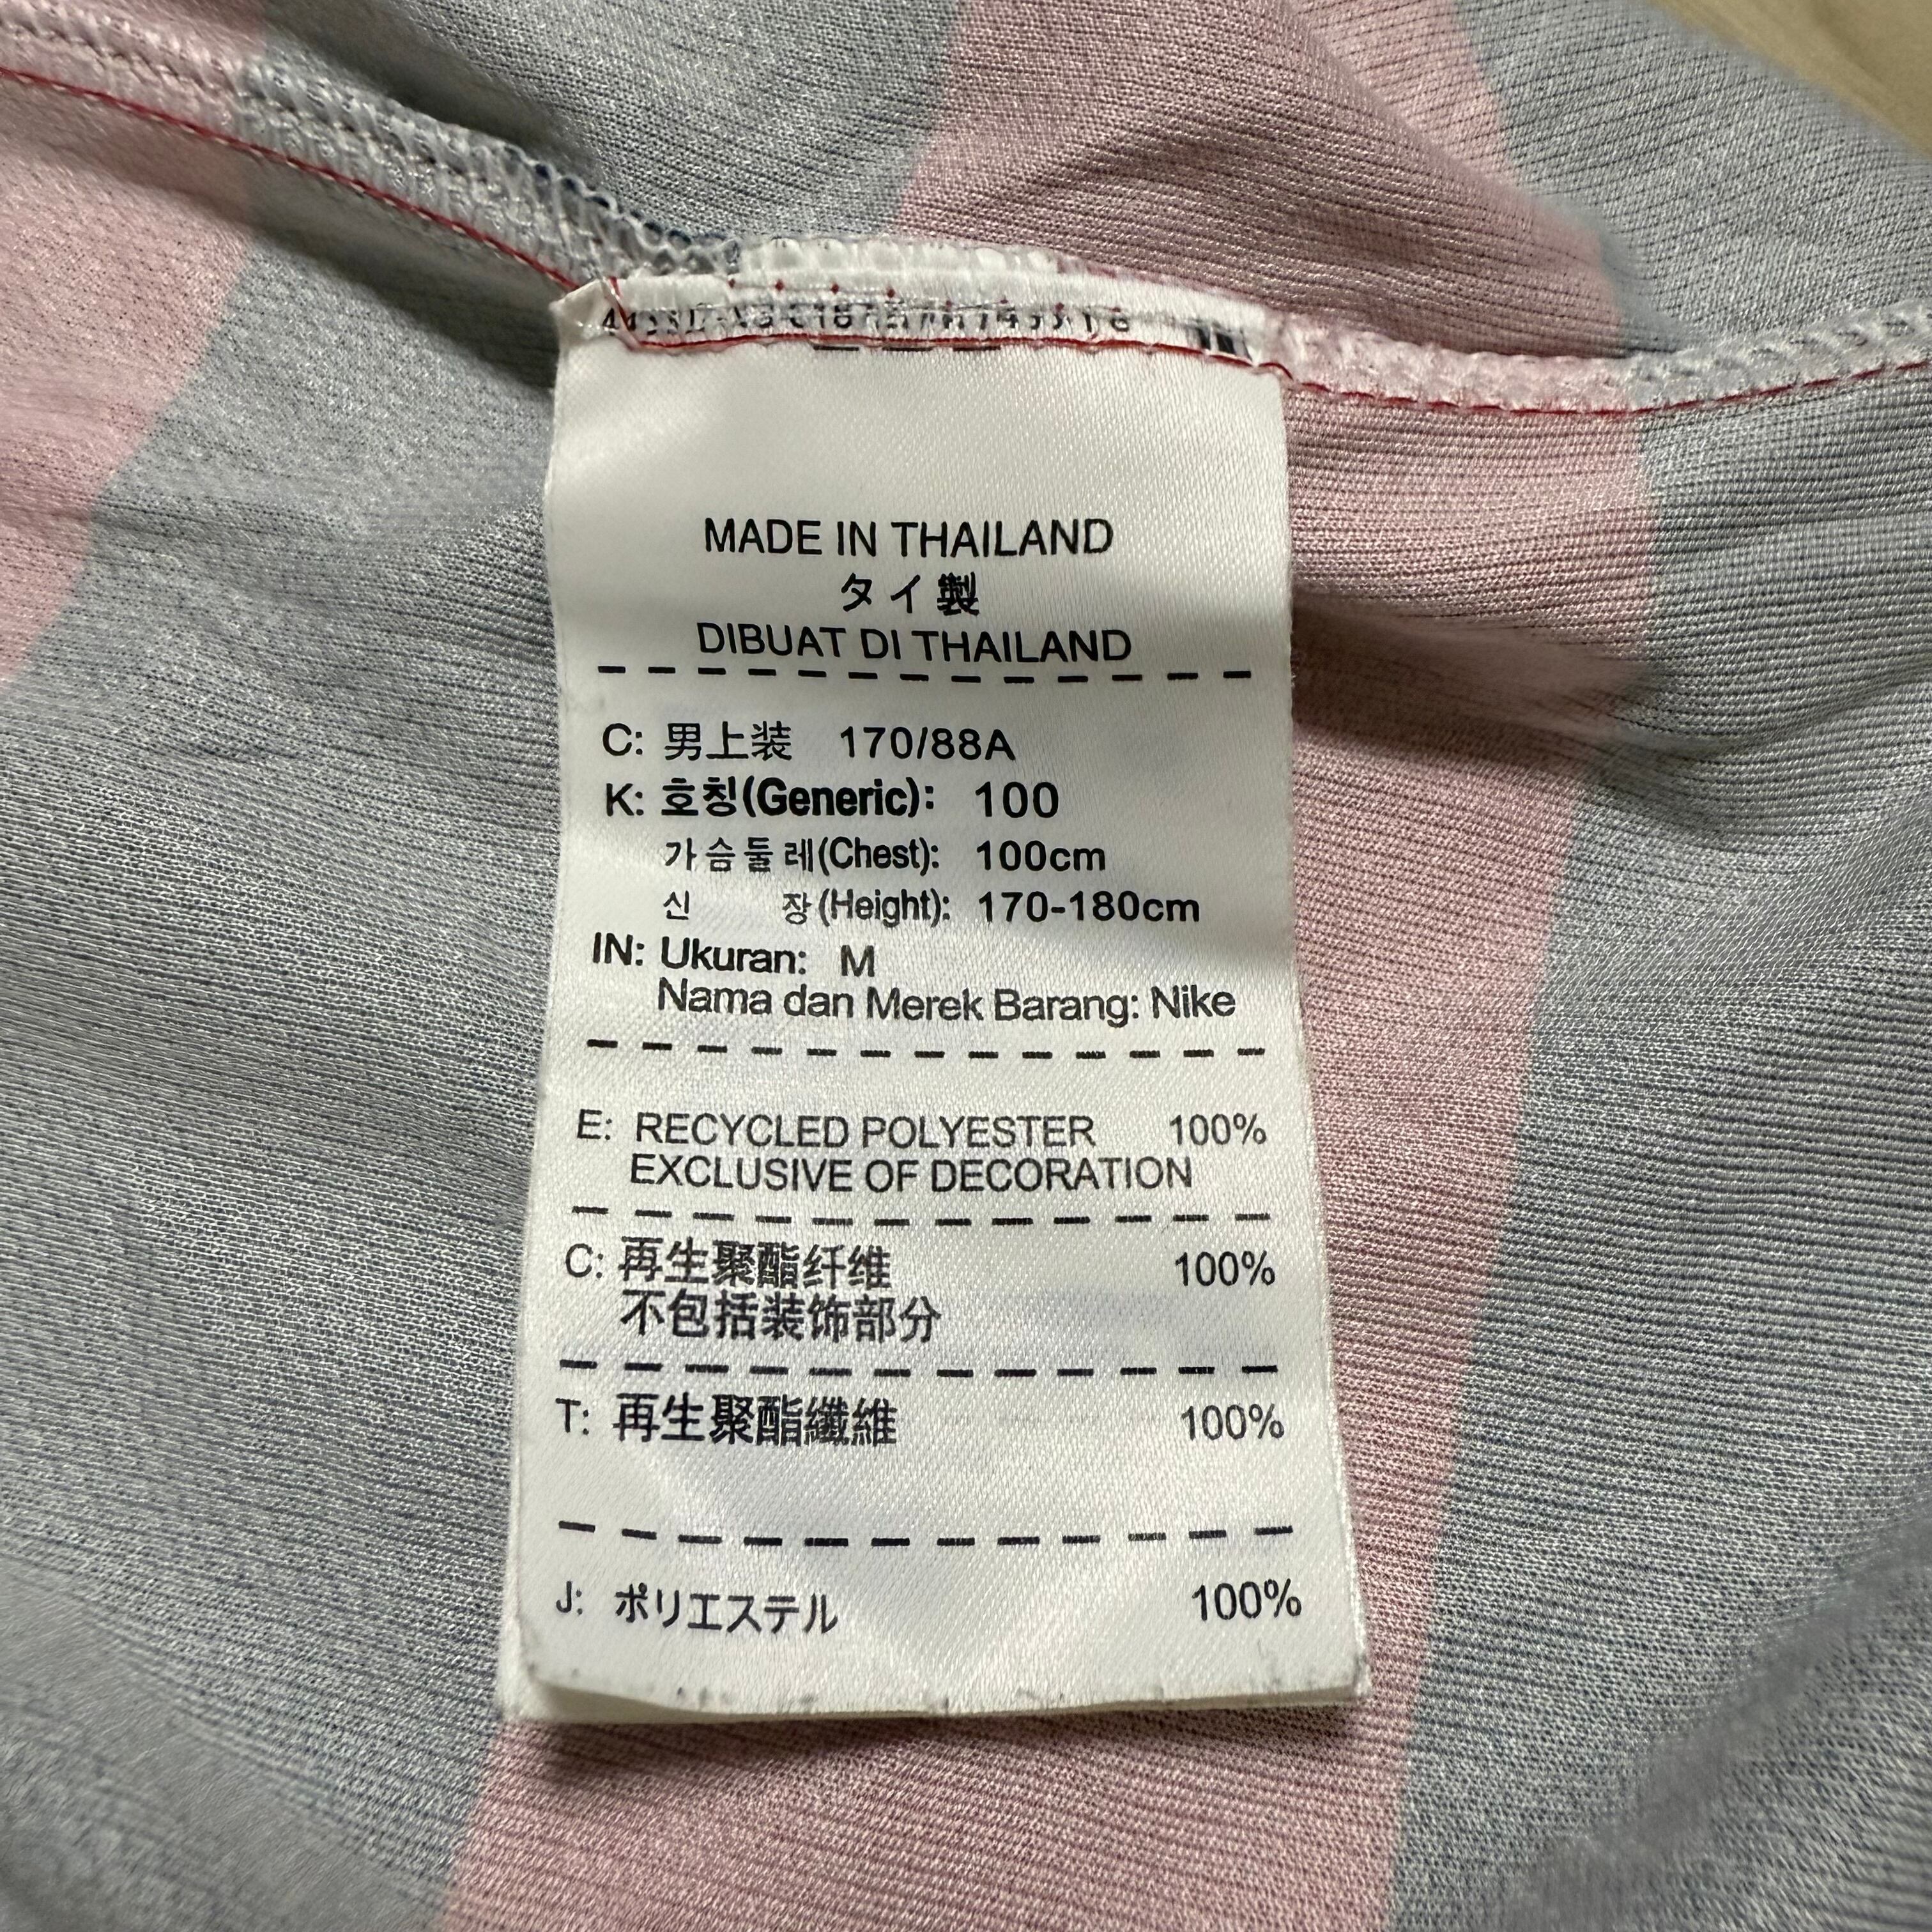 MADE IN THAILAND
タイ製
DIBUAT DI THAILAND
C: 男上装 170/88A
K: 호칭(Generic): 100
가슴둘레(Chest): 100cm
신 장(Height): 170-180cm
IN: Ukuran: M
Nama dan Merek Barang: Nike
E: RECYCLED POLYESTER 100%
EXCLUSIVE OF DECORATION
C: 再生聚酯纤维 100%
不包括装饰部分
T: 再生聚酯纖維 100%
J: ポリエステル 100%